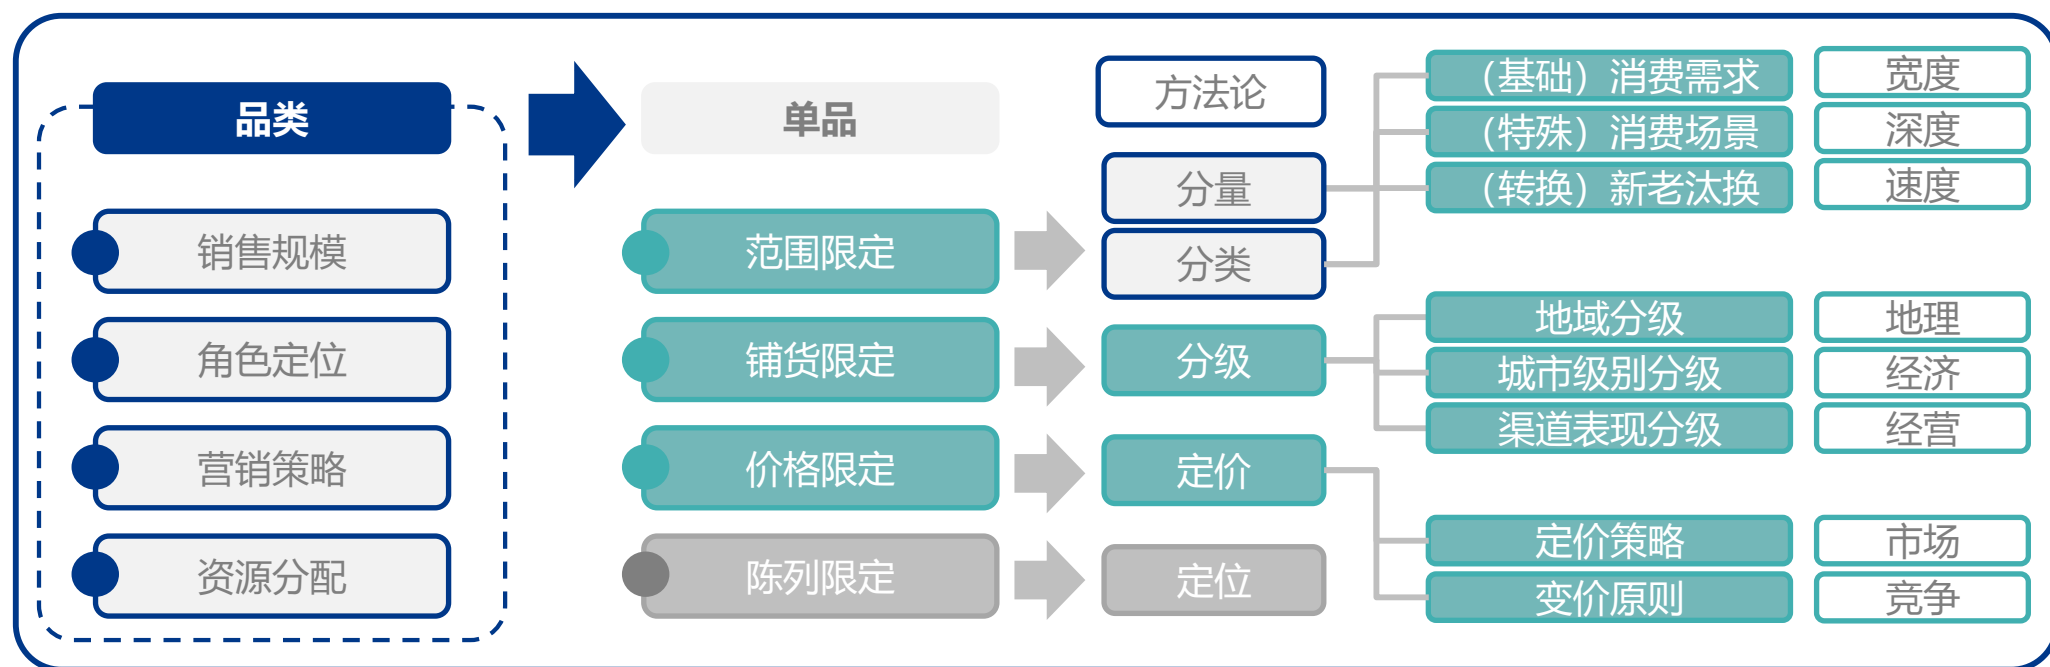 品类
销售规模
角色定位
营销策略
资源分配
单品
范围限定
铺货限定
价格限定
陈列限定
方法论
分量
分类
分级
定价
定位
（基础）消费需求
（特殊）消费场景
（转换）新老汰换
地域分级
城市级别分级
渠道表现分级
定价策略
变价原则
宽度
深度
速度
地理
经济
经营
市场
竞争